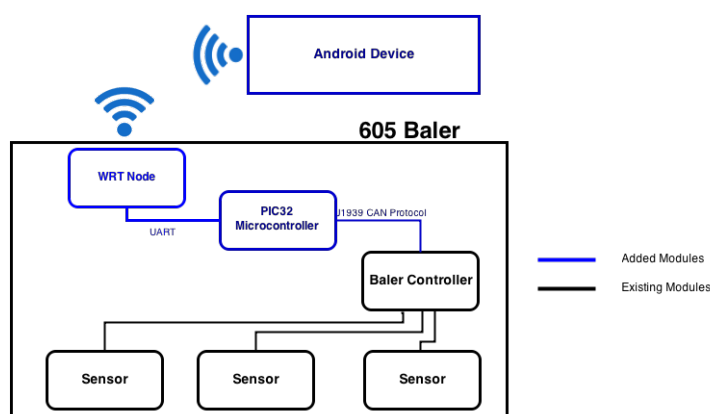 Android Device
605 Baler
WRT Node
PIC32
Microcontroller
J1939 CAN Protocol
UART
Baler Controller
Added Modules
Existing Modules
Sensor
Sensor
Sensor